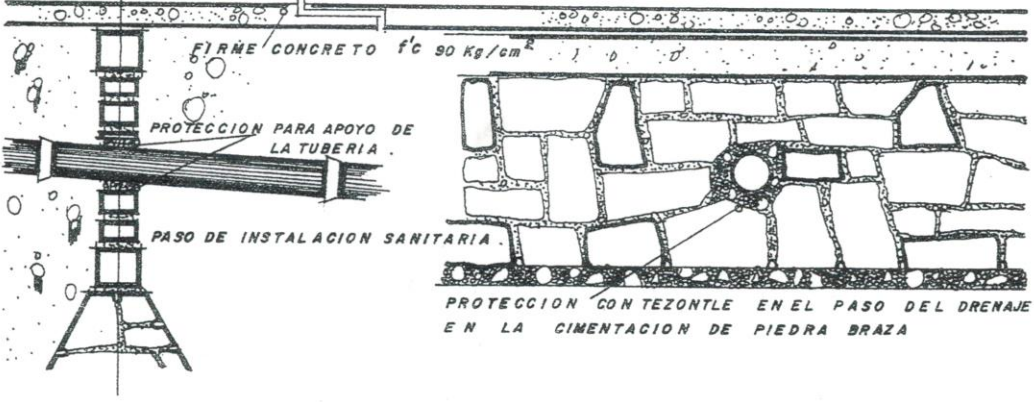 FIRME CONCRETO f'c 90 Kg/cm²
PROTECCION PARA APOYO DE
LA TUBERIA.
PASO DE INSTALACION SANITARIA.
PROTECCION CON TEZONTLE EN EL PASO DEL DRENAJE
EN LA CIMENTACION DE PIEDRA BRAZA